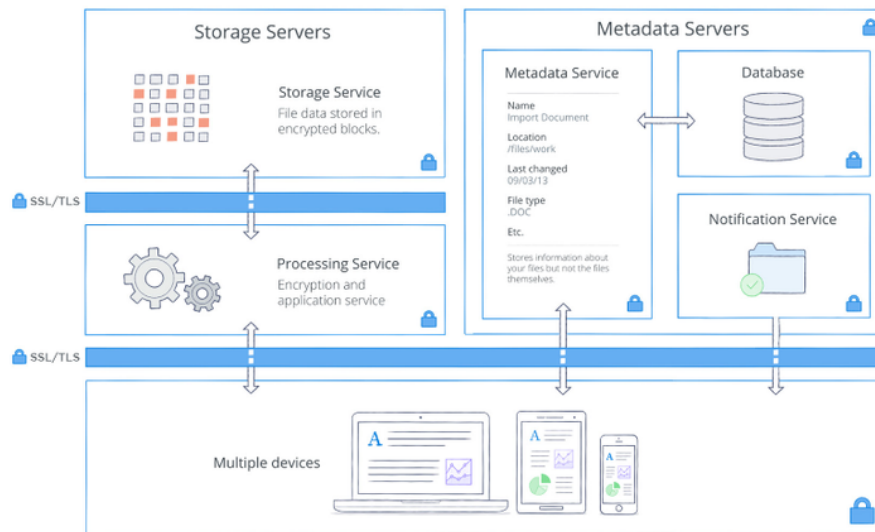 Storage Servers
Storage Service
File data stored in
encrypted blocks.
SSL/TLS
Processing Service
Encryption and
application service
Metadata Servers
Metadata Service
Name
Import Document
Location
/files/work
Last changed
09/03/13
File type
.DOC
Etc.
Stores information about
your files but not the files
themselves.
Database
Notification Service
SSL/TLS
Multiple devices
A
A
A